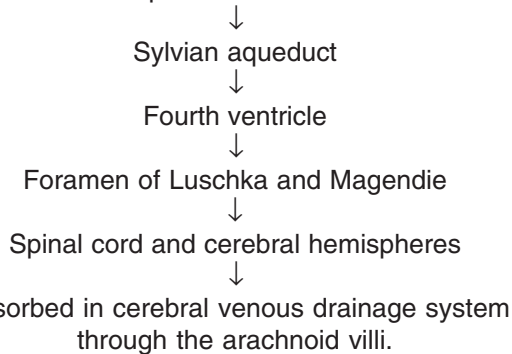 ↓
Sylvian aqueduct
↓
Fourth ventricle
↓
Foramen of Luschka and Magendie
↓
Spinal cord and cerebral hemispheres
↓
sorbed in cerebral venous drainage system
through the arachnoid villi.